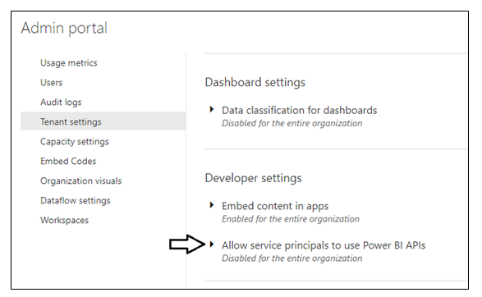 Admin portal
Usage metrics
Users
Audit logs
Tenant settings
Capacity settings
Embed Codes
Organization visuals
Dataflow settings
Workspaces
Dashboard settings
Data classification for dashboards
Disabled for the entire organization
Developer settings
Embed content in apps
Enabled for the entire organization
Allow service principals to use Power BI APIs
Disabled for the entire organization